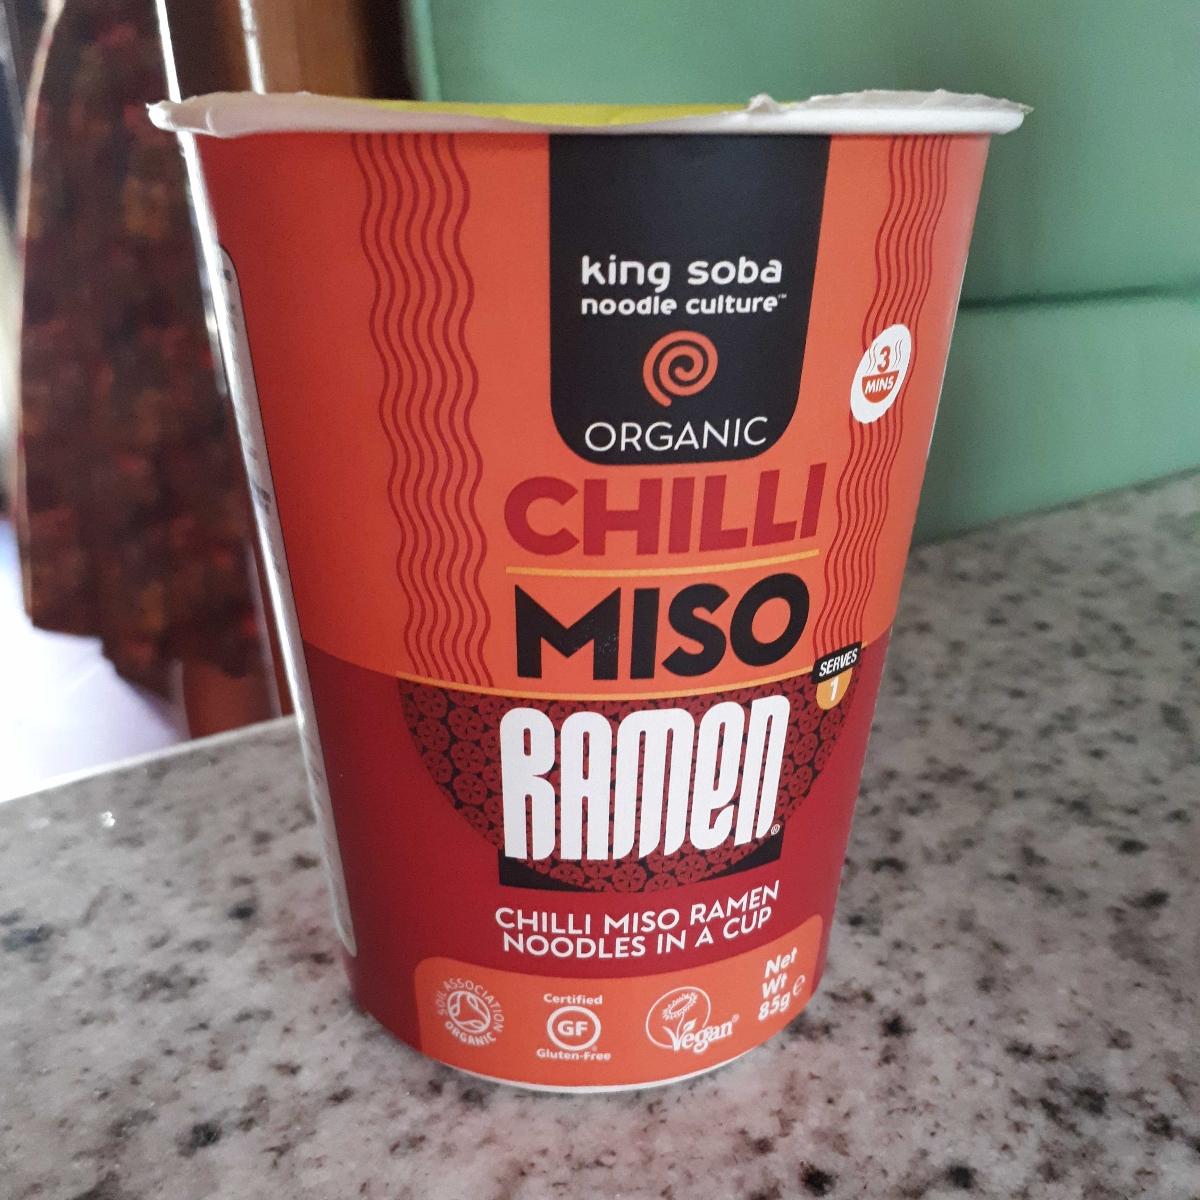 king soba
noodle culture™
ORGANIC
3
MINS
CHILLI
MISO
SERVES
1
RAMEN®
CHILLI MISO RAMEN
NOODLES IN A CUP
SOIL ASSOCIATION
ORGANIC
Certified
GF
Gluten-Free
Vegan®
Net
Wt
85g ℮